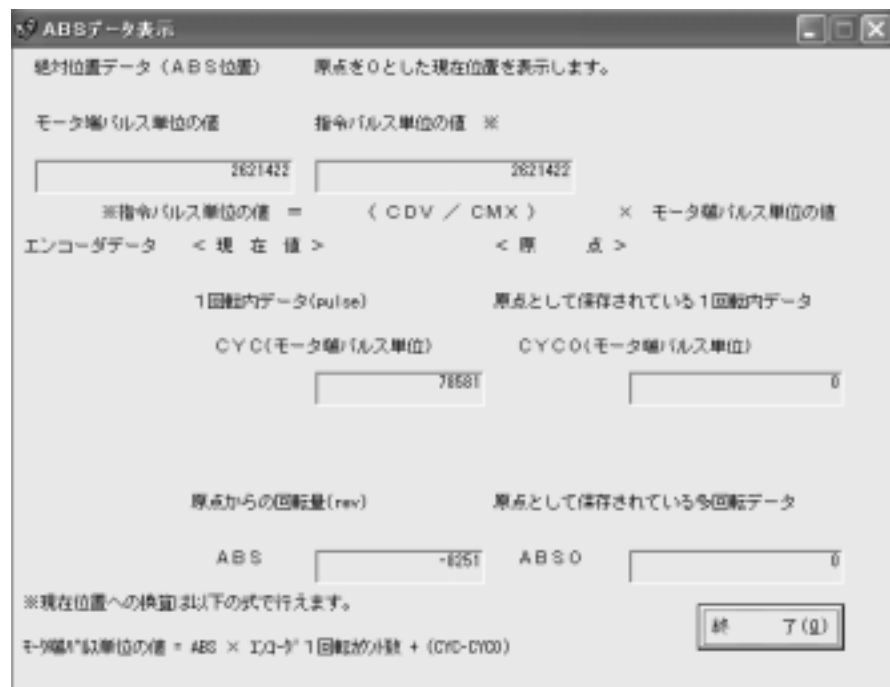 ABSデータ表示
絶対位置データ(ABS位置) 原点を0とした現在位置を表示します。
モータ端パルス単位の値 指令パルス単位の値 ※
2621422 2621422
※指令パルス単位の値 = (CDV / CMX) × モータ端パルス単位の値
エンコーダデータ <現 在 値> <原 点>
1回転内データ(pulse) 原点として保存されている1回転内データ
CYC(モータ端パルス単位) CYCO(モータ端パルス単位)
78581 0
原点からの回転量(rev) 原点として保存されている多回転データ
ABS -8251 ABSO 0
※現在位置への換算は以下の式で行えます。
終 了(Q)
モータ端パルス単位の値 = ABS × エンコーダ1回転カウント数 + (CYC-CYCO)